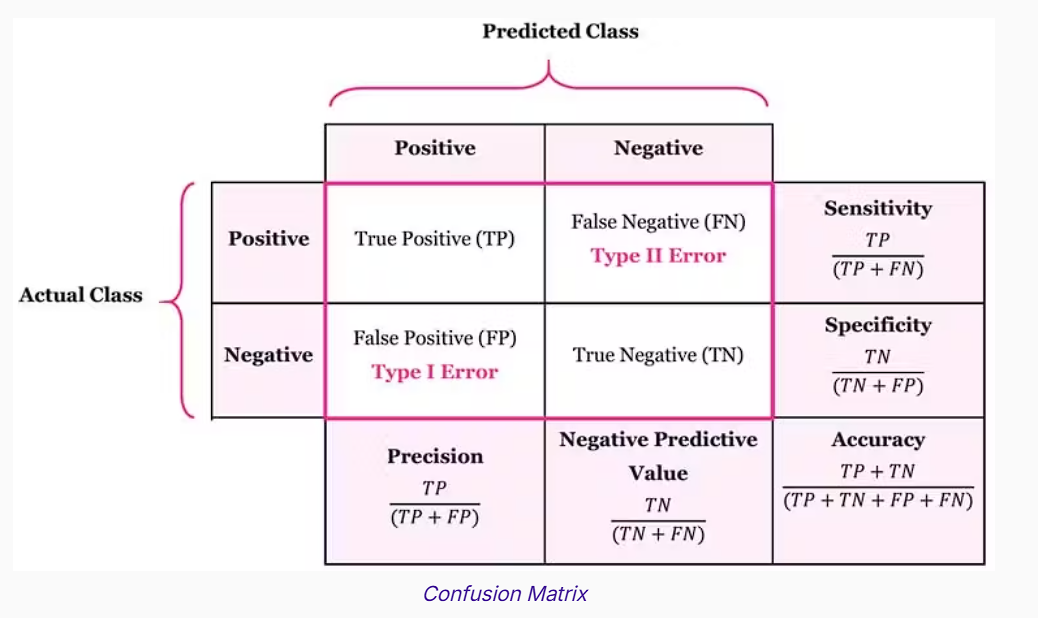 Predicted Class
Positive
Negative
Actual Class
Positive
True Positive (TP)
False Negative (FN)
Type II Error
Sensitivity
TP
(TP + FN)
Negative
False Positive (FP)
Type I Error
True Negative (TN)
Specificity
TN
(TN + FP)
Precision
TP
(TP + FP)
Negative Predictive
Value
TN
(TN + FN)
Accuracy
TP + TN
(TP + TN + FP + FN)
Confusion Matrix